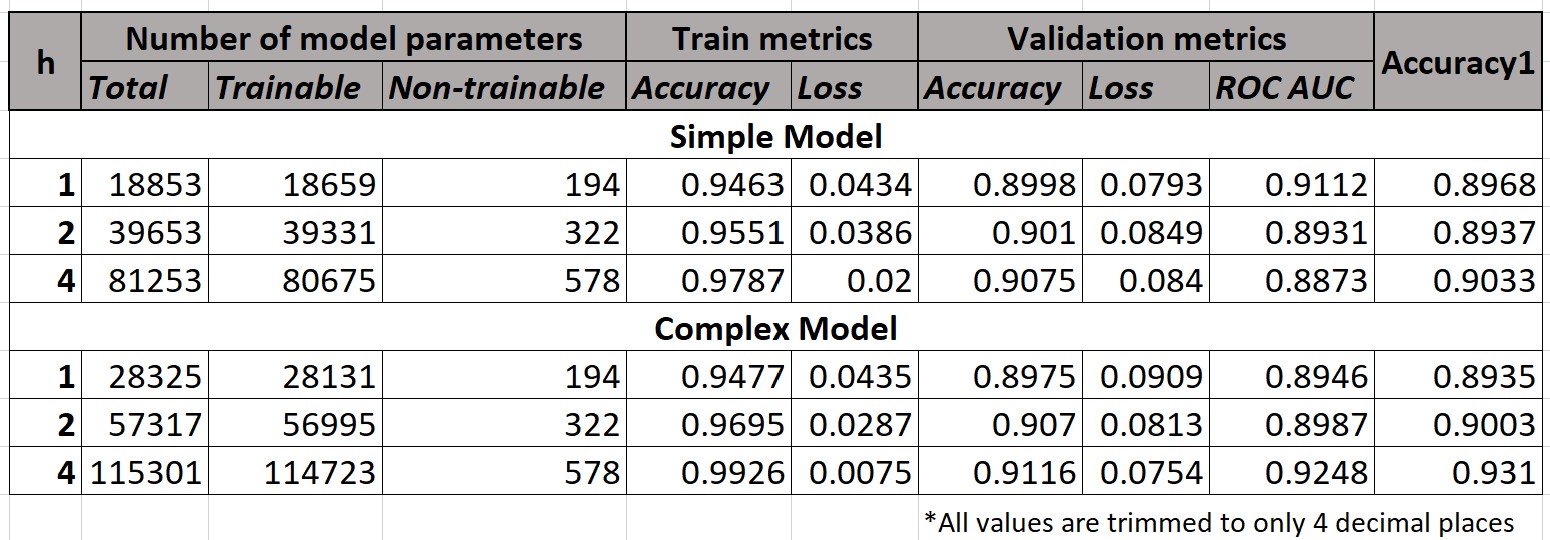 h Number of model parameters Train metrics Validation metrics Accuracy1
Total Trainable Non-trainable Accuracy Loss Accuracy Loss ROC AUC
Simple Model
1 18853 18659 194 0.9463 0.0434 0.8998 0.0793 0.9112 0.8968
2 39653 39331 322 0.9551 0.0386 0.901 0.0849 0.8931 0.8937
4 81253 80675 578 0.9787 0.02 0.9075 0.084 0.8873 0.9033
Complex Model
1 28325 28131 194 0.9477 0.0435 0.8975 0.0909 0.8946 0.8935
2 57317 56995 322 0.9695 0.0287 0.907 0.0813 0.8987 0.9003
4 115301 114723 578 0.9926 0.0075 0.9116 0.0754 0.9248 0.931
*All values are trimmed to only 4 decimal places